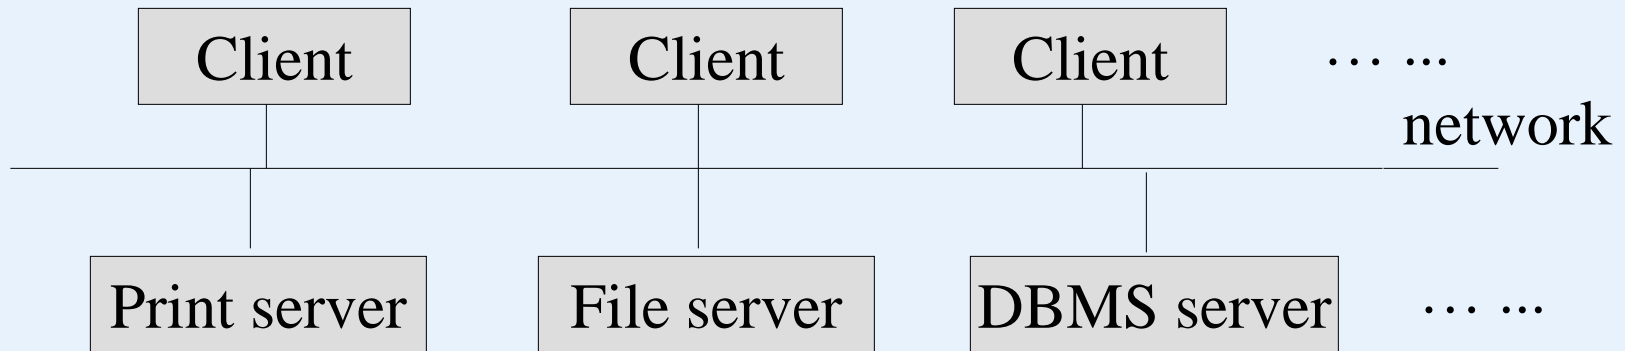 Client Client Client … ...
network
Print server File server DBMS server … ...